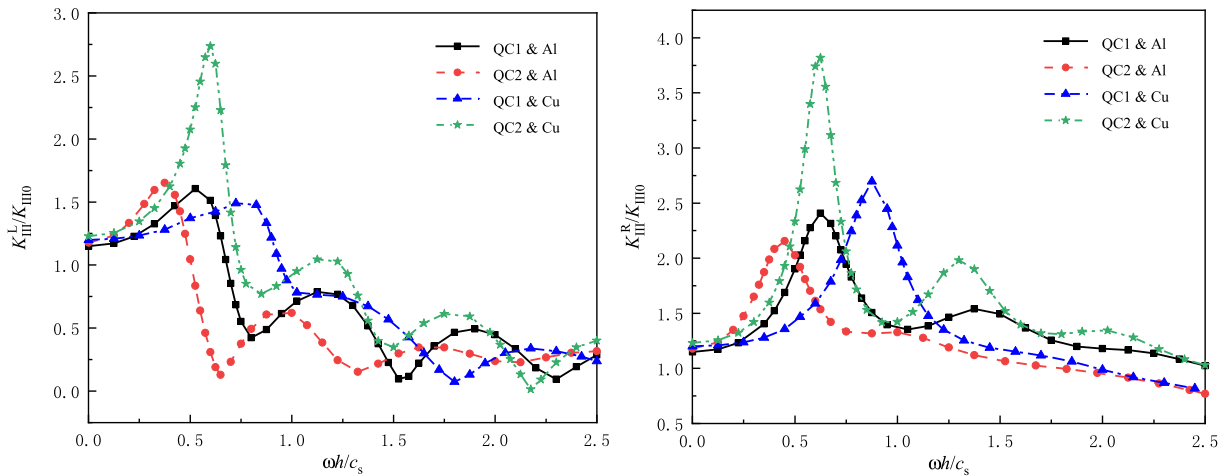 3.0
2.5
2.0
1.5
1.0
0.5
0.0
K_III^L/K_III0
QC1 & Al
QC2 & Al
QC1 & Cu
QC2 & Cu
0.0 0.5 1.0 1.5 2.0 2.5
ωh/c_s
4.0
3.5
3.0
2.5
2.0
1.5
1.0
0.5
K_III^R/K_III0
QC1 & Al
QC2 & Al
QC1 & Cu
QC2 & Cu
0.0 0.5 1.0 1.5 2.0 2.5
ωh/c_s